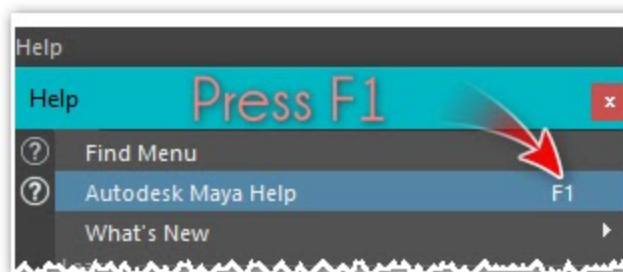 Help
Help Press F1 x
? Find Menu
? Autodesk Maya Help F1
What's New